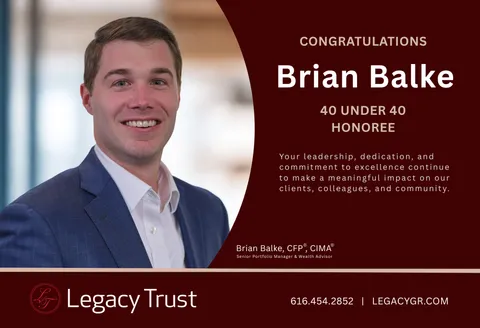 CONGRATULATIONS
Brian Balke
40 UNDER 40
HONOREE
Your leadership, dedication, and
commitment to excellence continue
to make a meaningful impact on our
clients, colleagues, and community.
Brian Balke, CFP®, CIMA®
Senior Portfolio Manager & Wealth Advisor
Legacy Trust
616.454.2852 | LEGACYGR.COM